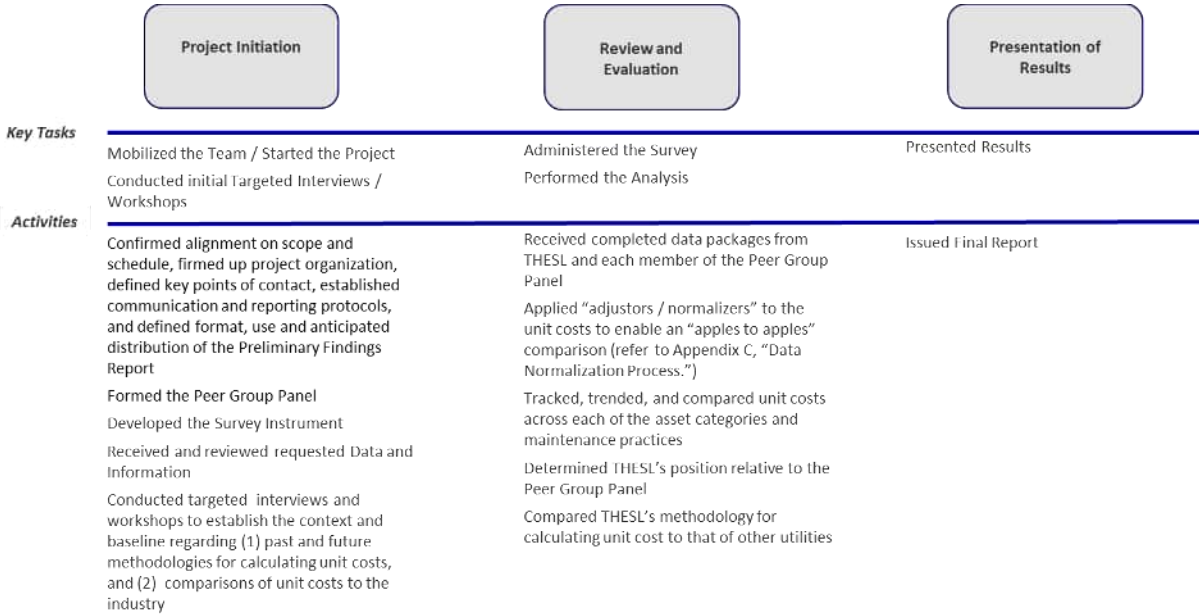 Project Initiation
Review and
Evaluation
Presentation of
Results
Key Tasks
Mobilized the Team / Started the Project
Conducted initial Targeted Interviews /
Workshops
Administered the Survey
Performed the Analysis
Presented Results
Activities
Confirmed alignment on scope and
schedule, firmed up project organization,
defined key points of contact, established
communication and reporting protocols,
and defined format, use and anticipated
distribution of the Preliminary Findings
Report
Formed the Peer Group Panel
Developed the Survey Instrument
Received and reviewed requested Data and
Information
Conducted targeted interviews and
workshops to establish the context and
baseline regarding (1) past and future
methodologies for calculating unit costs,
and (2) comparisons of unit costs to the
industry
Received completed data packages from
THESL and each member of the Peer Group
Panel
Applied “adjustors / normalizers” to the
unit costs to enable an “apples to apples”
comparison (refer to Appendix C, “Data
Normalization Process.”)
Tracked, trended, and compared unit costs
across each of the asset categories and
maintenance practices
Determined THESL’s position relative to the
Peer Group Panel
Compared THESL’s methodology for
calculating unit cost to that of other utilities
Issued Final Report